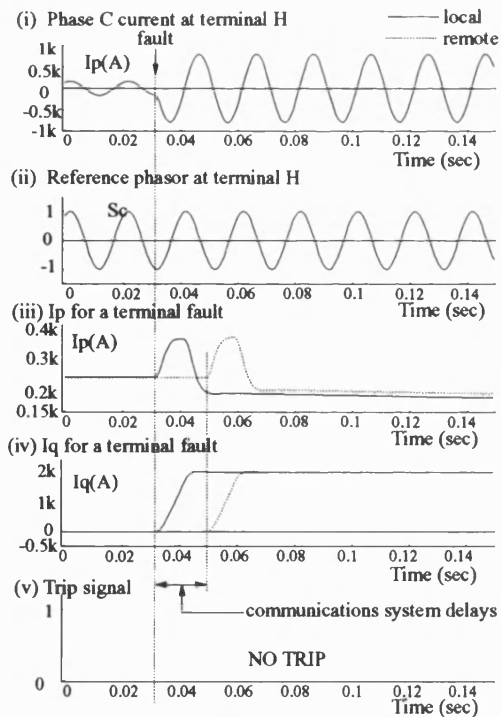 (i) Phase C current at terminal H
local
remote
fault
Ip(A)
1k
0.5k
0
-0.5k
-1k
0 0.02 0.04 0.06 0.08 0.1 0.12 0.14
Time (sec)
(ii) Reference phasor at terminal H
Sc
1
0
-1
0 0.02 0.04 0.06 0.08 0.1 0.12 0.14
Time (sec)
(iii) Ip for a terminal fault
Ip(A)
0.4k
0.3k
0.2k
0.15k
0 0.02 0.04 0.06 0.08 0.1 0.12 0.14
Time (sec)
(iv) Iq for a terminal fault
Iq(A)
2k
1k
0
-0.5k
0 0.02 0.04 0.06 0.08 0.1 0.12 0.14
Time (sec)
(v) Trip signal
1
communications system delays
NO TRIP
0
0 0.02 0.04 0.06 0.08 0.1 0.12 0.14
Time (sec)